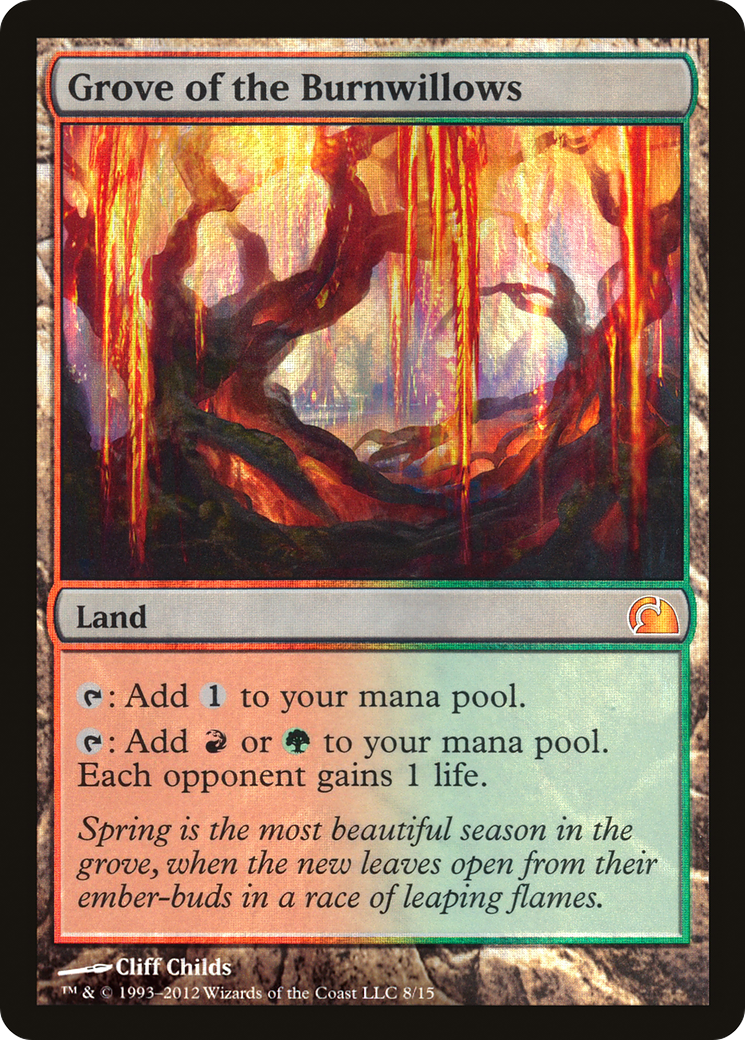 Grove of the Burnwillows
Land
: Add 1 to your mana pool.
: Add or to your mana pool.
Each opponent gains 1 life.
Spring is the most beautiful season in the
grove, when the new leaves open from their
ember-buds in a race of leaping flames.
Cliff Childs
™ & © 1993–2012 Wizards of the Coast LLC 8/15